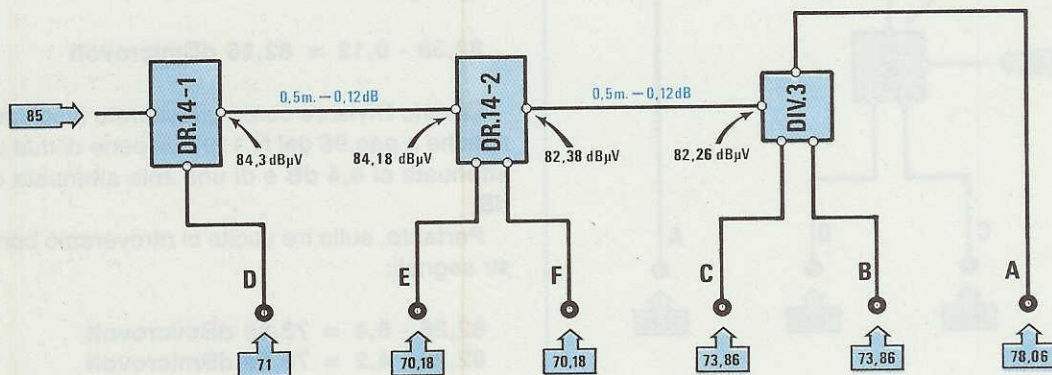 85
DR.14-1
0,5m.-0,12dB
84,3 dBµV
84,18 dBµV
DR.14-2
0,5m.-0,12dB
82,38 dBµV
82,26 dBµV
DIV.3
D
E
F
C
B
A
71
70,18
70,18
73,86
73,86
78,06